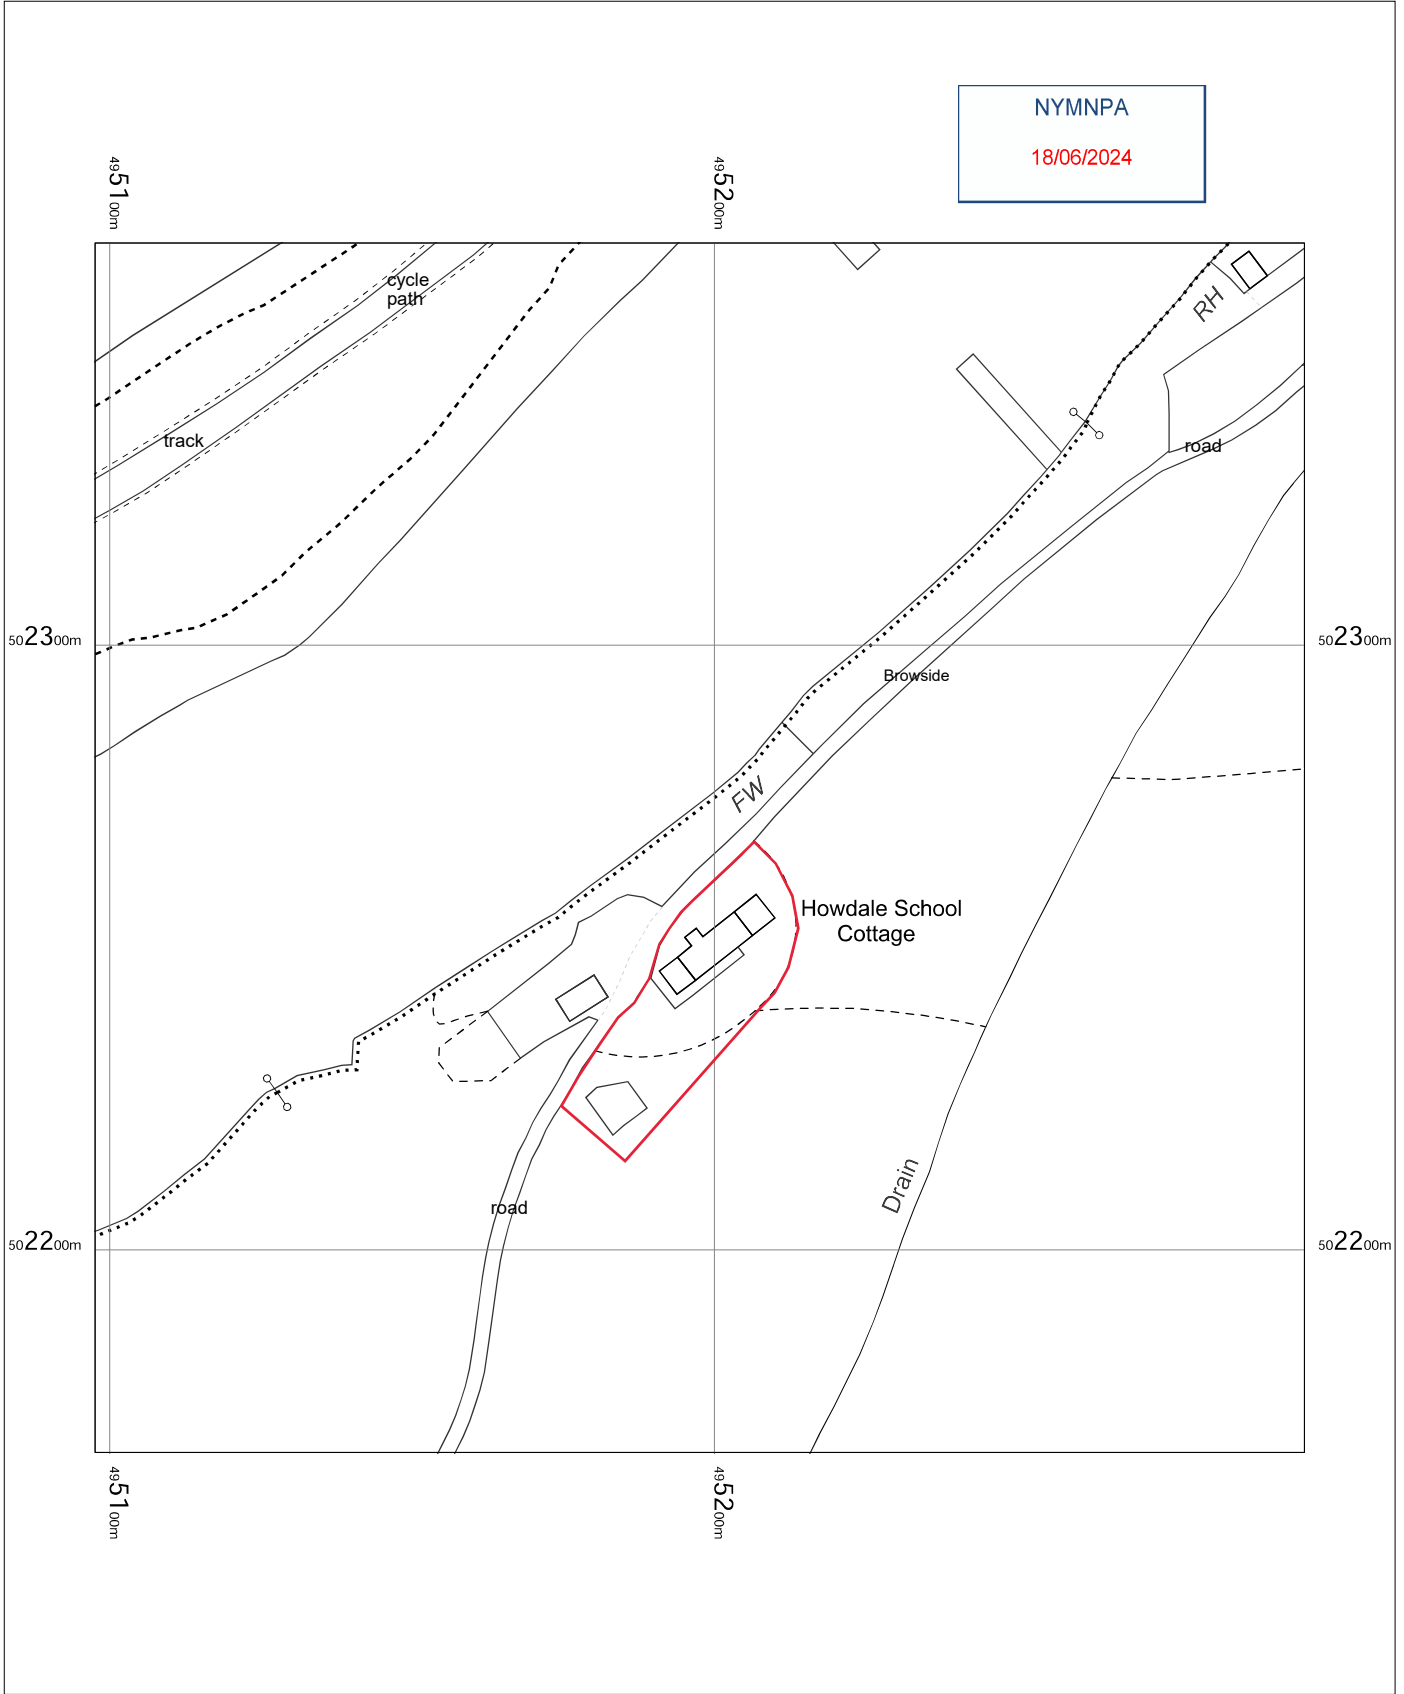 NYMNPA
18/06/2024
495100m
495200m
cycle
path
RH
track
road
502300m
502300m
Browside
FW
Howdale School
Cottage
Drain
road
502200m
502200m
495100m
495200m